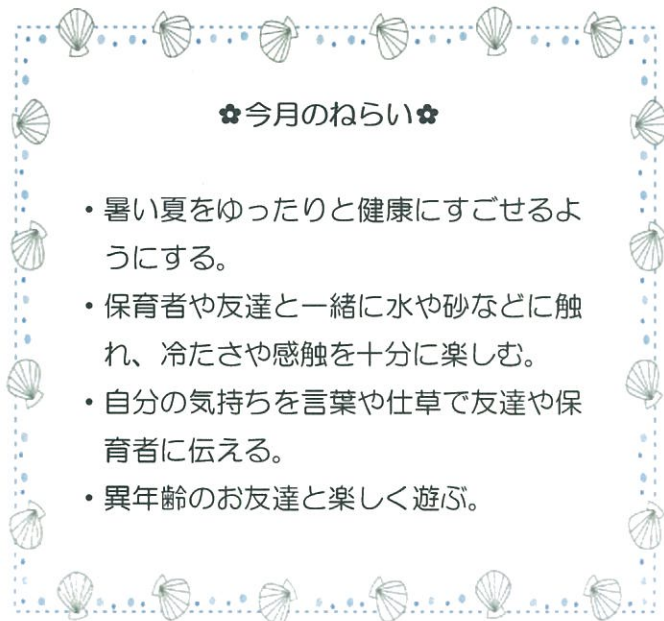 ✿今月のねらい✿
・暑い夏をゆったりと健康にすごせるよ
うにする。
・保育者や友達と一緒に水や砂などに触
れ、冷たさや感触を十分に楽しむ。
・自分の気持ちを言葉や仕草で友達や保
育者に伝える。
・異年齢のお友達と楽しく遊ぶ。